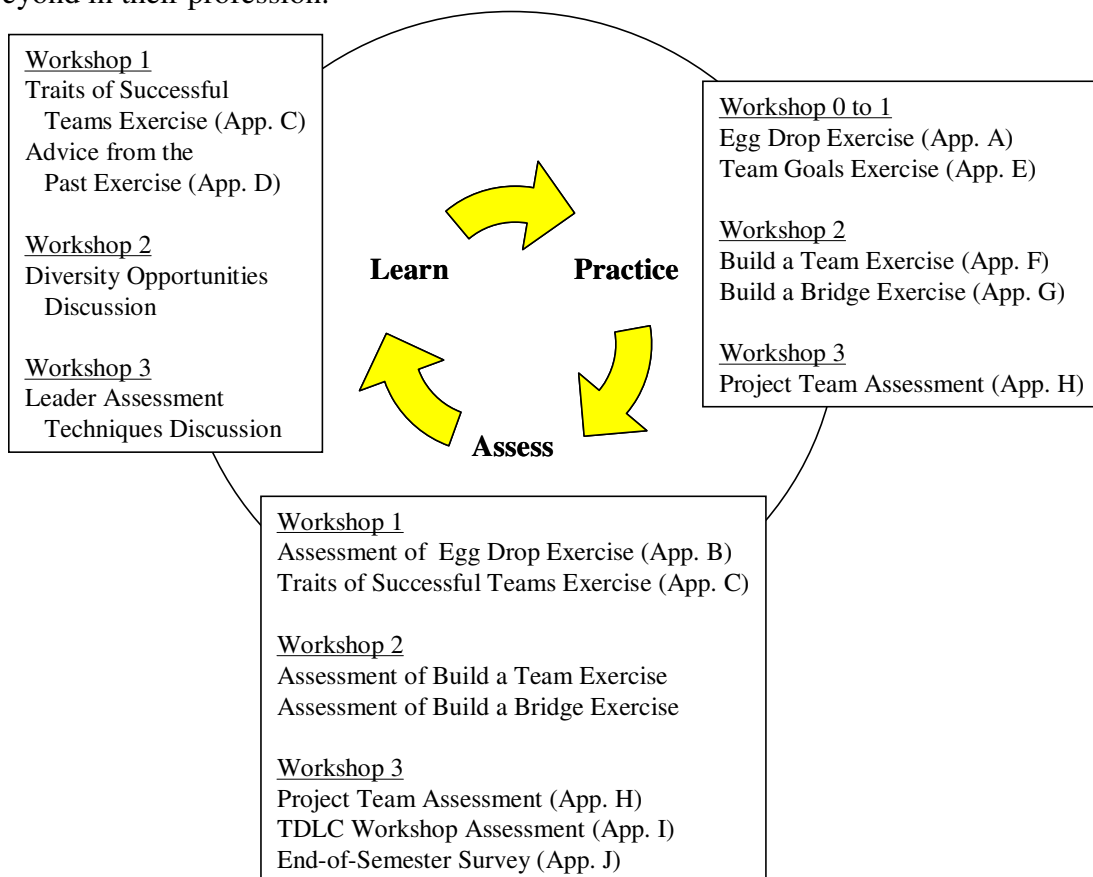 beyond in their profession.
Workshop 1
Traits of Successful
Teams Exercise (App. C)
Advice from the
Past Exercise (App. D)
Workshop 2
Diversity Opportunities
Discussion
Workshop 3
Leader Assessment
Techniques Discussion
Workshop 0 to 1
Egg Drop Exercise (App. A)
Team Goals Exercise (App. E)
Workshop 2
Build a Team Exercise (App. F)
Build a Bridge Exercise (App. G)
Workshop 3
Project Team Assessment (App. H)
Learn
Practice
Assess
Workshop 1
Assessment of Egg Drop Exercise (App. B)
Traits of Successful Teams Exercise (App. C)
Workshop 2
Assessment of Build a Team Exercise
Assessment of Build a Bridge Exercise
Workshop 3
Project Team Assessment (App. H)
TDLC Workshop Assessment (App. I)
End-of-Semester Survey (App. J)